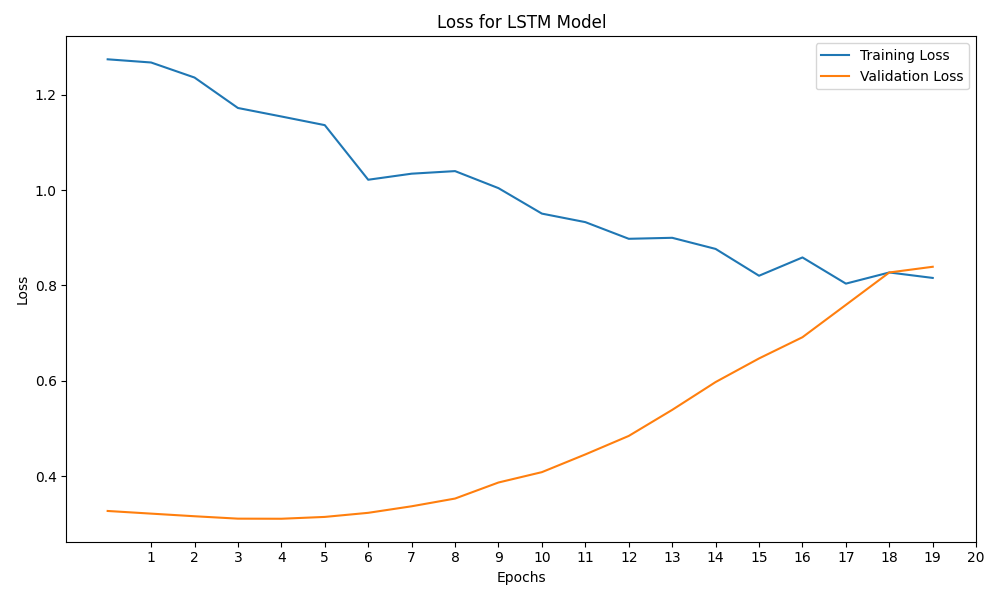 Loss for LSTM Model
Training Loss
Validation Loss
1.2
1.0
0.8
0.6
0.4
Loss
1 2 3 4 5 6 7 8 9 10 11 12 13 14 15 16 17 18 19 20
Epochs